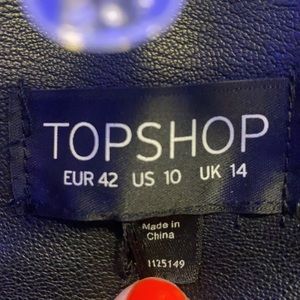 TOPSHOP
EUR 42 US 10 UK 14
Made in
China
1125149